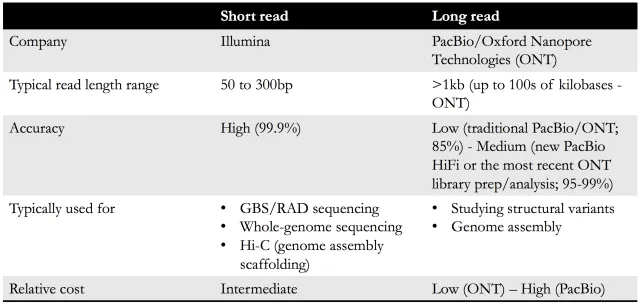 Short read Long read
Company Illumina PacBio/Oxford Nanopore
Technologies (ONT)
Typical read length range 50 to 300bp >1kb (up to 100s of kilobases -
ONT)
Accuracy High (99.9%) Low (traditional PacBio/ONT;
85%) - Medium (new PacBio
HiFi or the most recent ONT
library prep/analysis; 95-99%)
Typically used for • GBS/RAD sequencing • Studying structural variants
• Whole-genome sequencing • Genome assembly
• Hi-C (genome assembly
scaffolding)
Relative cost Intermediate Low (ONT) – High (PacBio)